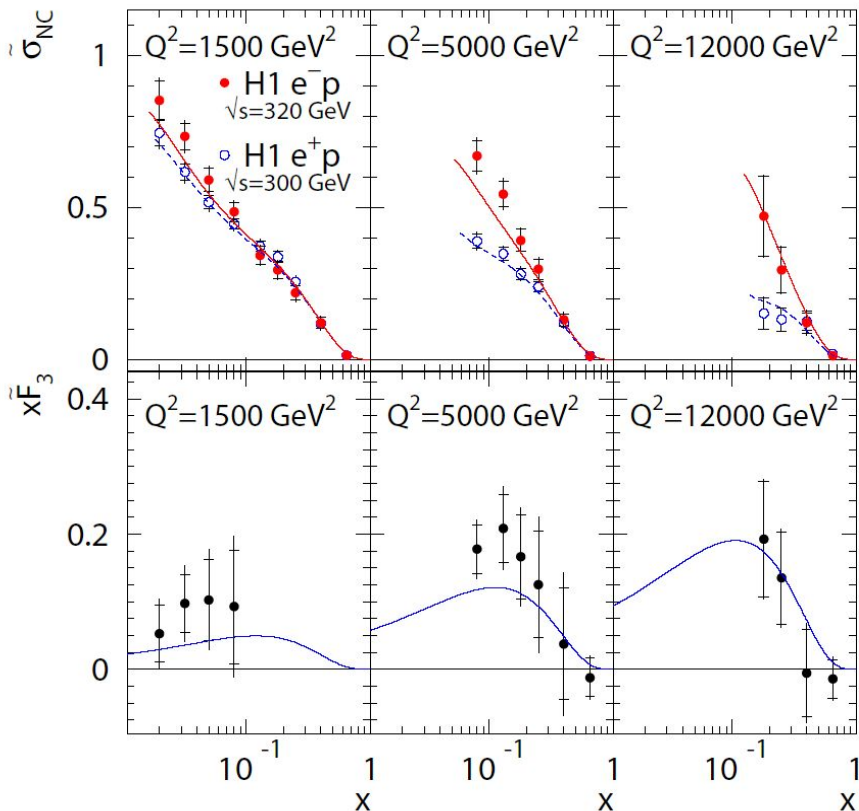 σ̃_NC
1
0.5
0
Q²=1500 GeV²
Q²=5000 GeV²
Q²=12000 GeV²
H1 e⁻p
√s=320 GeV
H1 e⁺p
√s=300 GeV
xF̃₃
0.4
0.2
0
Q²=1500 GeV²
Q²=5000 GeV²
Q²=12000 GeV²
10⁻¹ 1 10⁻¹ 1 10⁻¹ 1
x x x